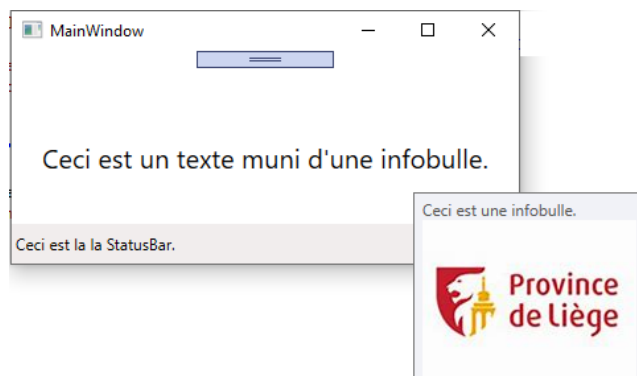 MainWindow
Ceci est un texte muni d'une infobulle.
Ceci est une infobulle.
Ceci est la la StatusBar.
Province
de Liège